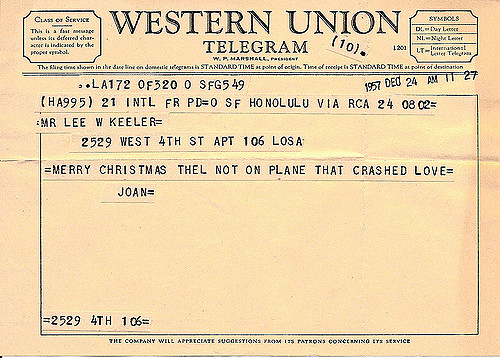 CLASS OF SERVICE
This is a fast message
unless its deferred char-
acter is indicated by the
proper symbol.
WESTERN UNION
TELEGRAM
W. P. MARSHALL, PRESIDENT
(10).
1201
SYMBOLS
DL=Day Letter
NL=Night Letter
LT=International
Letter Telegram
The filing time shown in the date line on domestic telegrams is STANDARD TIME at point of origin. Time of receipt is STANDARD TIME at point of destination
1957 DEC 24 AM 11 27
..LA172 OF320 O SFG549
(HA995) 21 INTL FR PD=O SF HONOLULU VIA RCA 24 0802=
:MR LEE W KEELER=
2529 WEST 4TH ST APT 106 LOSA
=MERRY CHRISTMAS THEL NOT ON PLANE THAT CRASHED LOVE=
JOAN=
=2529 4TH 106=
THE COMPANY WILL APPRECIATE SUGGESTIONS FROM ITS PATRONS CONCERNING ITS SERVICE